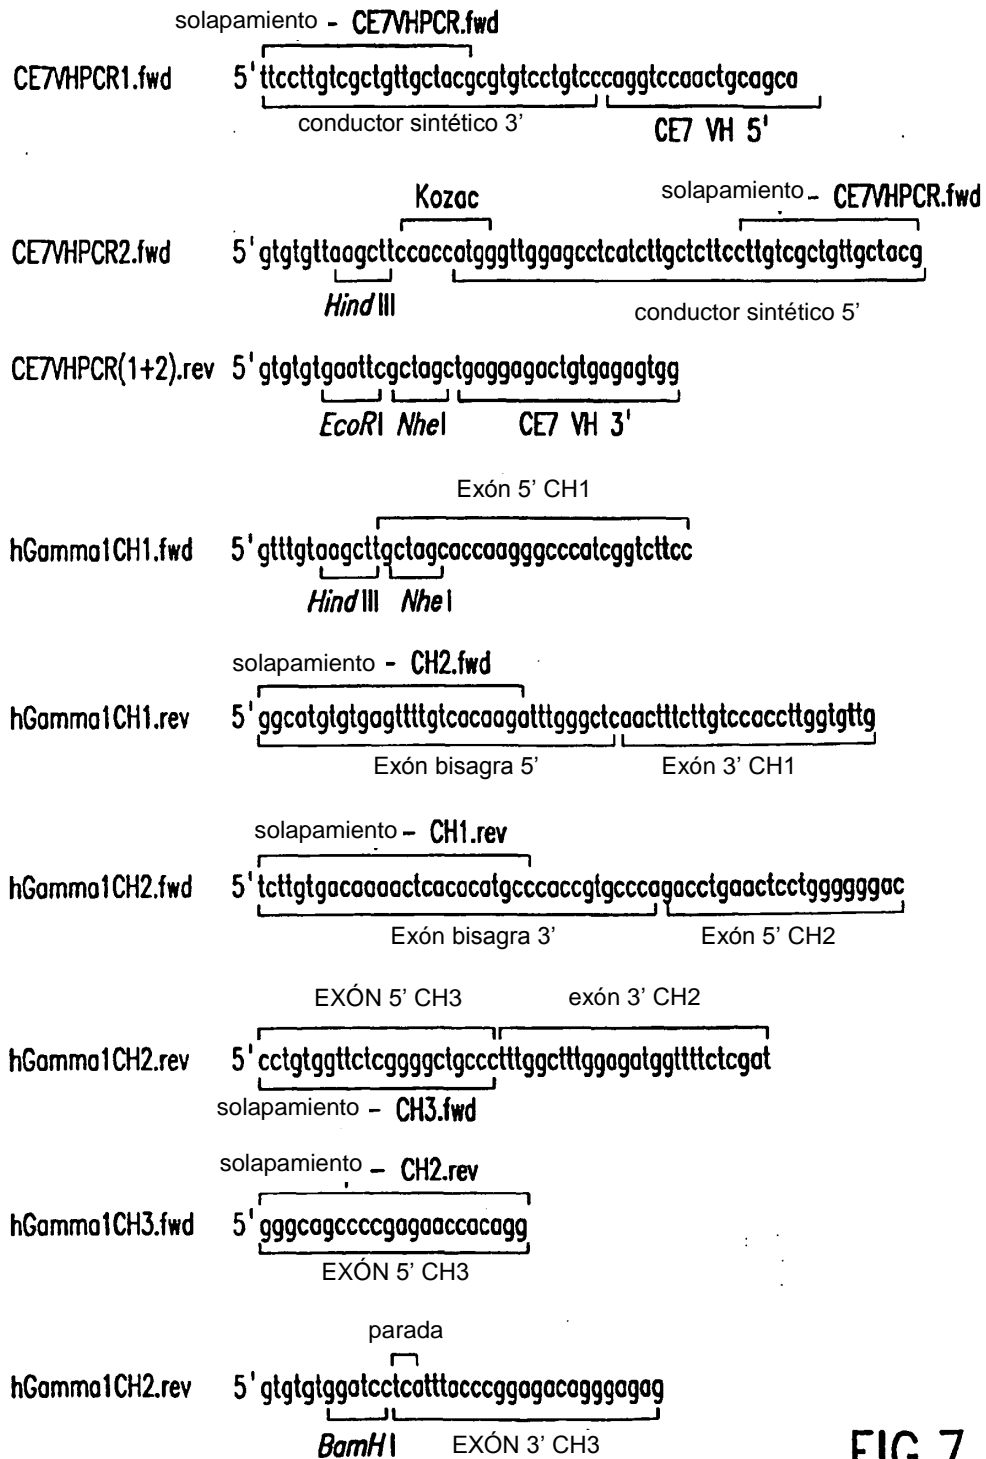 solapamiento - CE7VHPCR.fwd
CE7VHPCR1.fwd 5'ttccttgtcgctgttgctacgcgtgtcctgtcccaggtccaactgcagca
conductor sintético 3' CE7 VH 5'
Kozac solapamiento - CE7VHPCR.fwd
CE7VHPCR2.fwd 5'gtgtgttaagcttccaccatgggttggagcctcatcttgctcttccttgtcgctgttgctacg
Hind III conductor sintético 5'
CE7VHPCR(1+2).rev 5'gtgtgtgaattcgctagctgaggagactgtgagagtgg
EcoRI NheI CE7 VH 3'
Exón 5' CH1
hGamma1CH1.fwd 5'gtttgtaagcttgctagcaccaagggcccatcggtcttcc
Hind III NheI
solapamiento - CH2.fwd
hGamma1CH1.rev 5'ggcatgtgtgagttttgtcacaagatttgggctcaactttcttgtccaccttggtgttg
Exón bisagra 5' Exón 3' CH1
solapamiento - CH1.rev
hGamma1CH2.fwd 5'tcttgtgacaaaactcacacatgcccaccgtgcccagacctgaactcctggggggac
Exón bisagra 3' Exón 5' CH2
EXÓN 5' CH3 exón 3' CH2
hGamma1CH2.rev 5'cctgtggttctcggggctgccctttggctttggagatggttttctcgat
solapamiento - CH3.fwd
solapamiento - CH2.rev
hGamma1CH3.fwd 5'gggcagccccgagaaccacagg
EXÓN 5' CH3
parada
hGamma1CH2.rev 5'gtgtgtggatcctcatttacccggagacagggagag
BamHI EXÓN 3' CH3
FIG 7